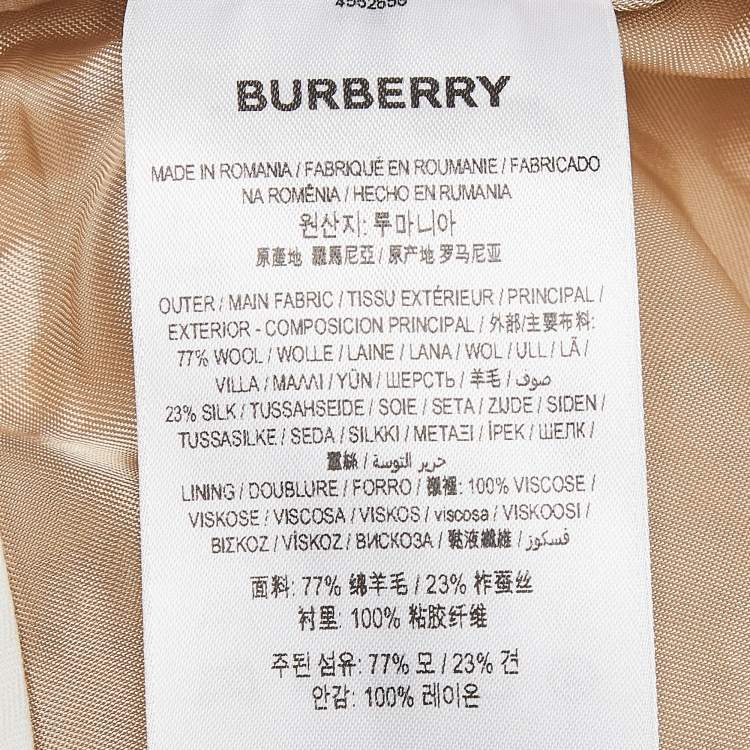 BURBERRY
MADE IN ROMANIA / FABRIQUÉ EN ROUMANIE / FABRICADO
NA ROMÉNIA / HECHO EN RUMANIA
원산지: 루마니아
原產地 羅馬尼亞 / 原产地 罗马尼亚
OUTER / MAIN FABRIC / TISSU EXTÉRIEUR / PRINCIPAL /
EXTERIOR - COMPOSICION PRINCIPAL / 外部/主要布料:
77% WOOL / WOLLE / LAINE / LANA / WOL / ULL / LÃ /
VILLA / ΜΑΛΛΙ / YÜN / ШЕРСТЬ / 羊毛 / صوف
23% SILK / TUSSAHSEIDE / SOIE / SETA / ZIJDE / SIDEN /
TUSSASILKE / SEDA / SILKKI / ΜΕΤΑΞΙ / İPEK / ШЕЛК /
حرير التوسة /
LINING / DOUBLURE / FORRO / 襯裡: 100% VISCOSE /
VISKOSE / VISCOSA / VISKOS / viscosa / VISKOOSI /
ΒΙΣΚΟΖ / VİSKOZ / ВИСКОЗА / 黏液纖維 / فسكوز
面料: 77% 绵羊毛 / 23% 柞蚕丝
衬里: 100% 粘胶纤维
주된 섬유: 77% 모 / 23% 견
안감: 100% 레이온